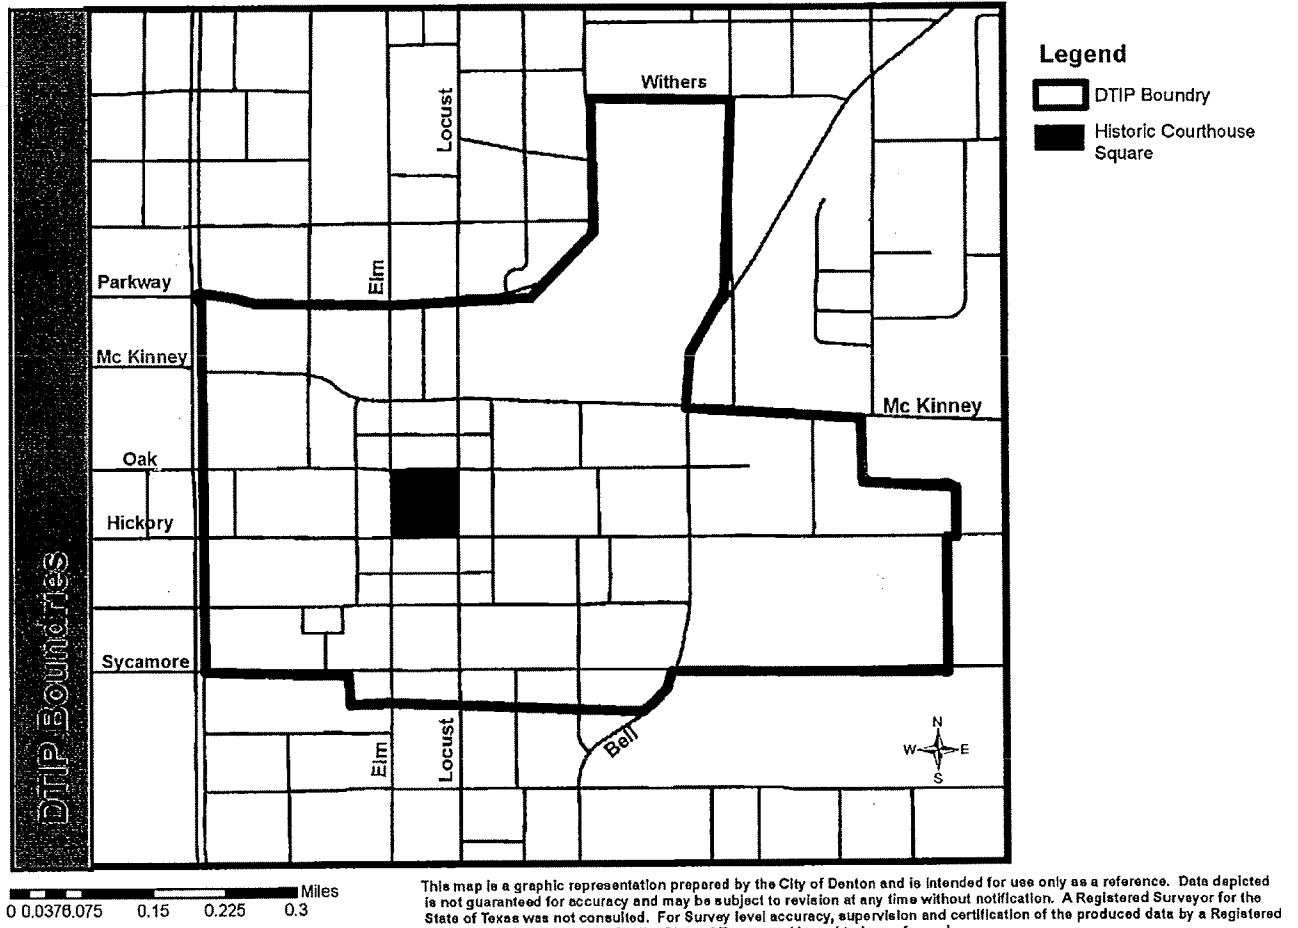 DTIP Boundries
Withers
Locust
Elm
Parkway
Mc Kinney
Mc Kinney
Oak
Hickory
Sycamore
Elm
Locust
Bell
N
W E
S
Legend
DTIP Boundry
Historic Courthouse
Square
Miles
0 0.0376.075 0.15 0.225 0.3
This map is a graphic representation prepared by the City of Denton and is intended for use only as a reference. Data depicted
is not guaranteed for accuracy and may be subject to revision at any time without notification. A Registered Surveyor for the
State of Texas was not consulted. For Survey level accuracy, supervision and certification of the produced data by a Registered